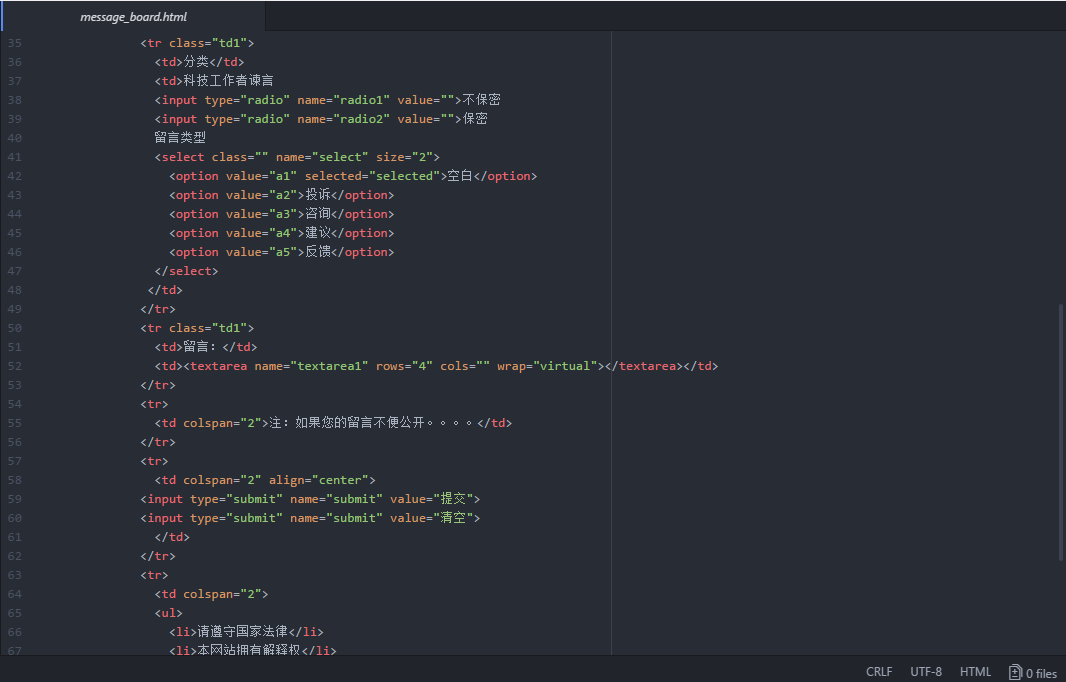 message_board.html
35 <tr class="td1">
36 <td>分类</td>
37 <td>科技工作者谏言
38 <input type="radio" name="radio1" value="">不保密
39 <input type="radio" name="radio2" value="">保密
40 留言类型
41 <select class="" name="select" size="2">
42 <option value="a1" selected="selected">空白</option>
43 <option value="a2">投诉</option>
44 <option value="a3">咨询</option>
45 <option value="a4">建议</option>
46 <option value="a5">反馈</option>
47 </select>
48 </td>
49 </tr>
50 <tr class="td1">
51 <td>留言：</td>
52 <td><textarea name="textarea1" rows="4" cols="" wrap="virtual"></textarea></td>
53 </tr>
54 <tr>
55 <td colspan="2">注：如果您的留言不便公开。。。。</td>
56 </tr>
57 <tr>
58 <td colspan="2" align="center">
59 <input type="submit" name="submit" value="提交">
60 <input type="submit" name="submit" value="清空">
61 </td>
62 </tr>
63 <tr>
64 <td colspan="2">
65 <ul>
66 <li>请遵守国家法律</li>
67 <li>本网站拥有解释权</li>
CRLF UTF-8 HTML 0 files